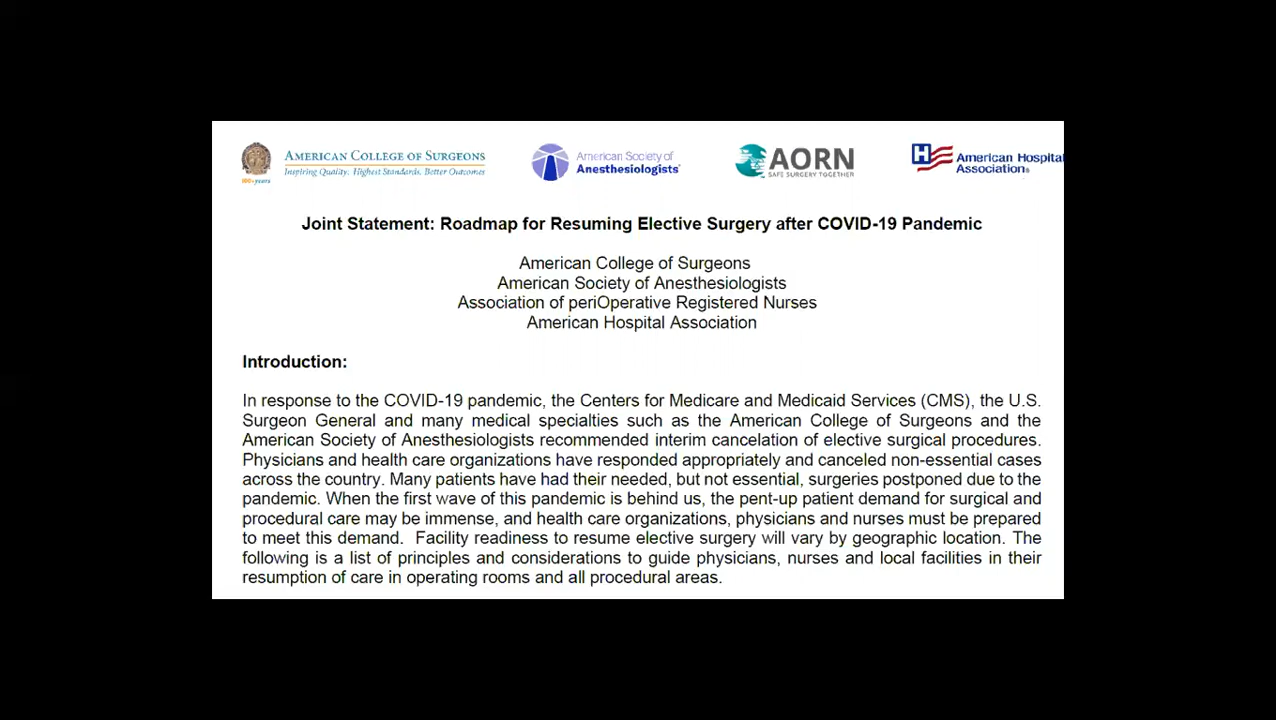 AMERICAN COLLEGE OF SURGEONS
Inspiring Quality: Highest Standards, Better Outcomes
100+years
American Society of
Anesthesiologists®
AORN
SAFE SURGERY TOGETHER
H
American Hospital
Association®
Joint Statement: Roadmap for Resuming Elective Surgery after COVID-19 Pandemic
American College of Surgeons
American Society of Anesthesiologists
Association of periOperative Registered Nurses
American Hospital Association
Introduction:
In response to the COVID-19 pandemic, the Centers for Medicare and Medicaid Services (CMS), the U.S.
Surgeon General and many medical specialties such as the American College of Surgeons and the
American Society of Anesthesiologists recommended interim cancelation of elective surgical procedures.
Physicians and health care organizations have responded appropriately and canceled non-essential cases
across the country. Many patients have had their needed, but not essential, surgeries postponed due to the
pandemic. When the first wave of this pandemic is behind us, the pent-up patient demand for surgical and
procedural care may be immense, and health care organizations, physicians and nurses must be prepared
to meet this demand. Facility readiness to resume elective surgery will vary by geographic location. The
following is a list of principles and considerations to guide physicians, nurses and local facilities in their
resumption of care in operating rooms and all procedural areas.